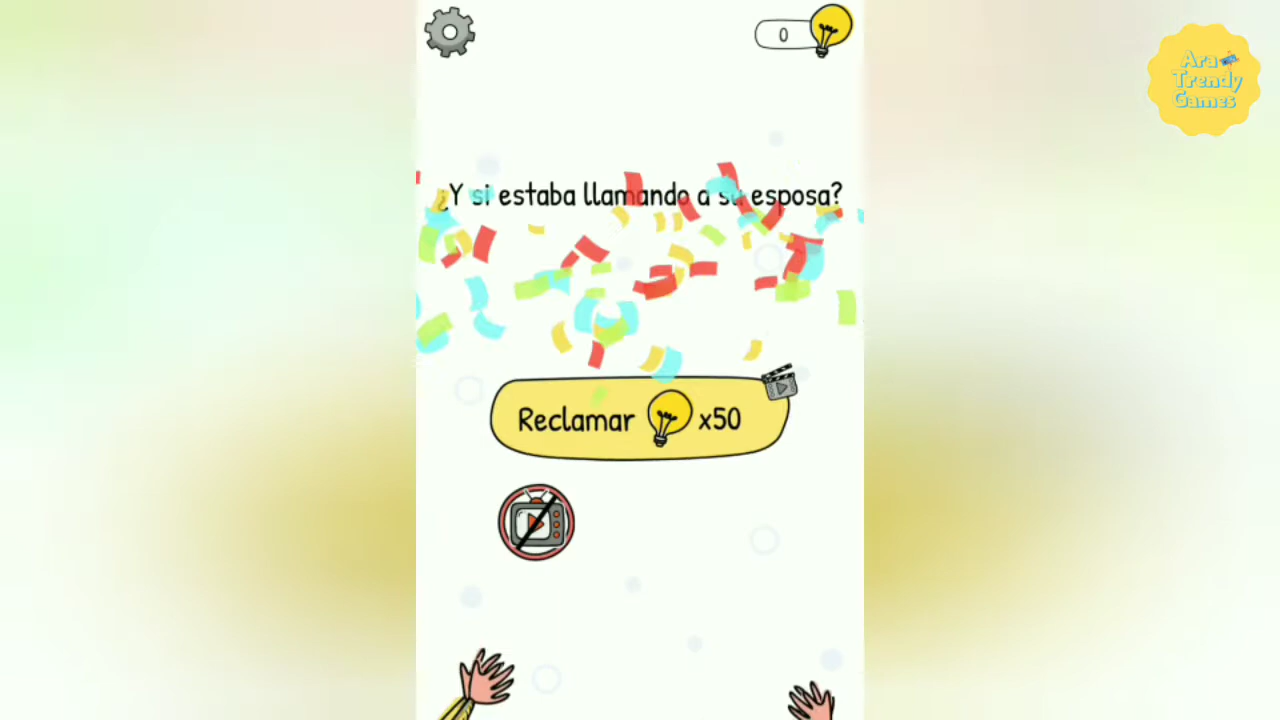 0
Ara
Trendy
Games
¿Y si estaba llamando a su esposa?
Reclamar x50